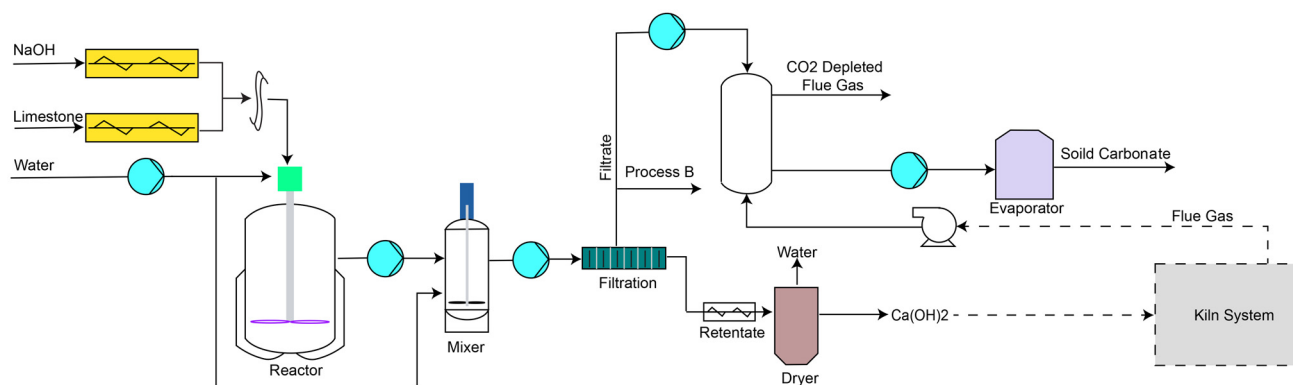 NaOH
Limestone
Water
Reactor
Mixer
Filtration
Filtrate
Process B
CO2 Depleted
Flue Gas
Soild Carbonate
Evaporator
Flue Gas
Water
Retentate
Dryer
Ca(OH)2
Kiln System